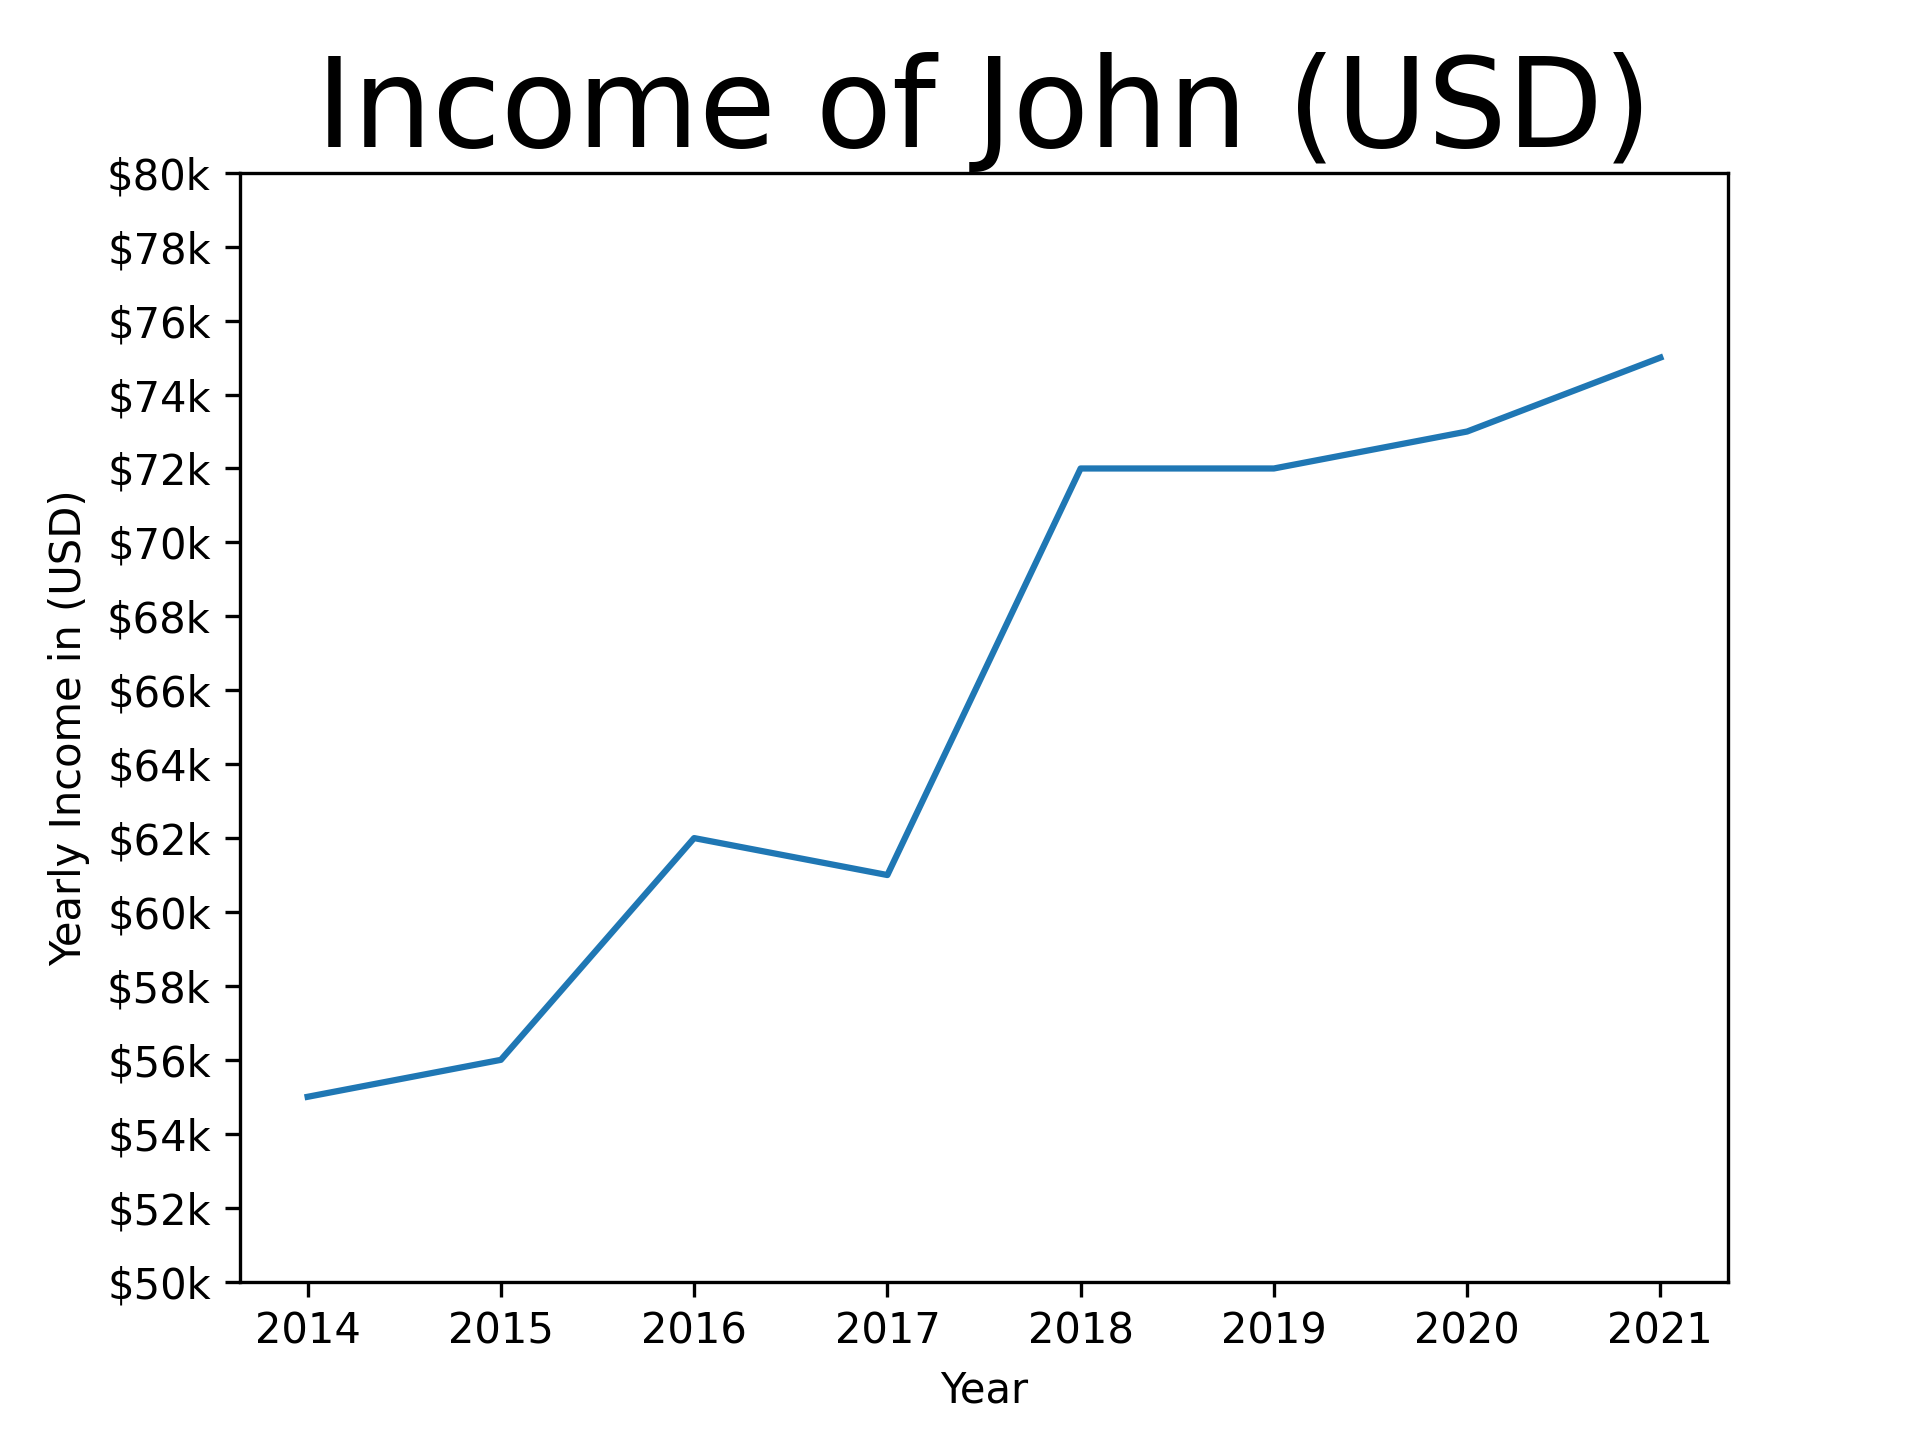 Income of John (USD)
$80k
$78k
$76k
$74k
$72k
$70k
$68k
$66k
$64k
$62k
$60k
$58k
$56k
$54k
$52k
$50k
Yearly Income in (USD)
2014 2015 2016 2017 2018 2019 2020 2021
Year